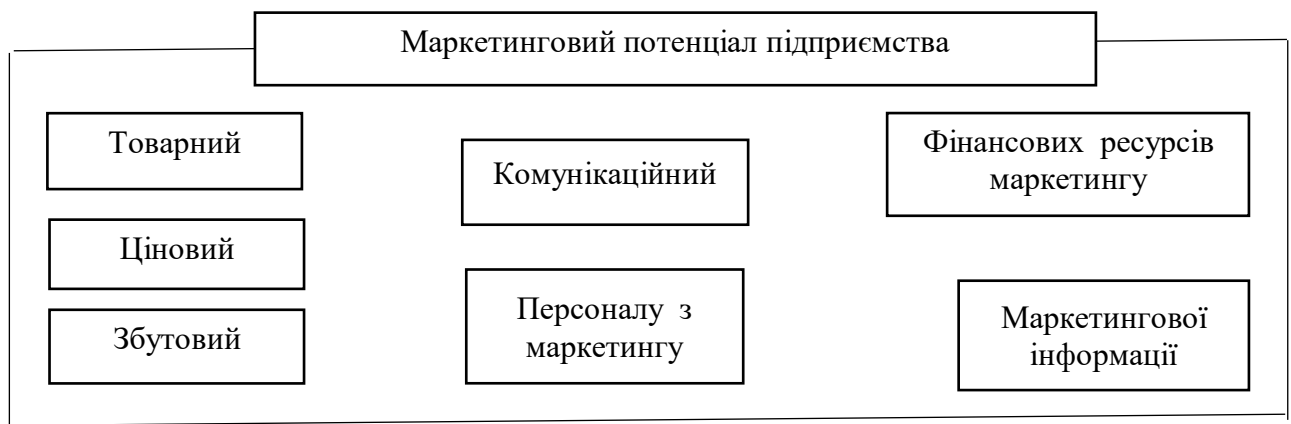 Маркетинговий потенціал підприємства
Товарний
Ціновий
Збутовий
Комунікаційний
Персоналу з
маркетингу
Фінансових ресурсів
маркетингу
Маркетингової
інформації